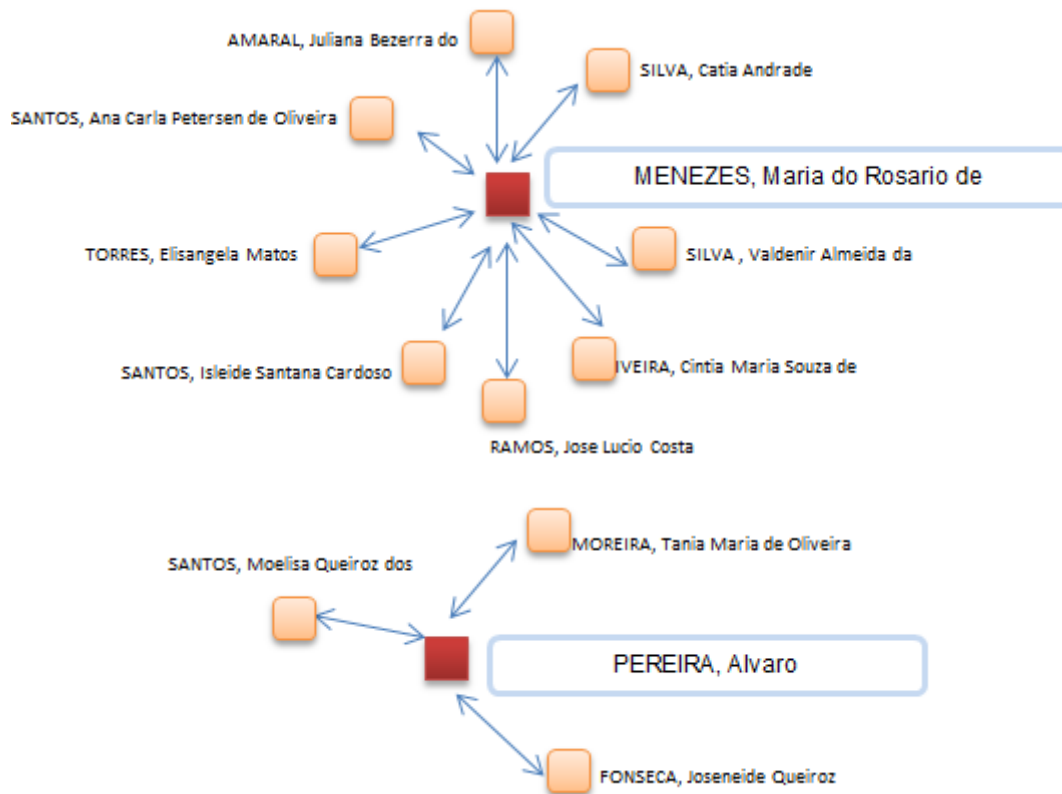 AMARAL, Juliana Bezerra do
SILVA, Catia Andrade
SANTOS, Ana Carla Petersen de Oliveira
MENEZES, Maria do Rosario de
TORRES, Elisangela Matos
SILVA , Valdenir Almeida da
SANTOS, Isleide Santana Cardoso
IVEIRA, Cintia Maria Souza de
RAMOS, Jose Lucio Costa
MOREIRA, Tania Maria de Oliveira
SANTOS, Moelisa Queiroz dos
PEREIRA, Alvaro
FONSECA, Joseneide Queiroz